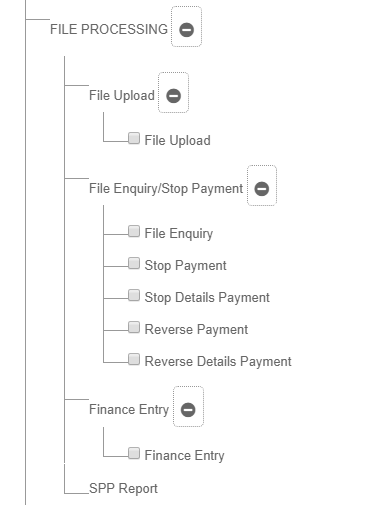 FILE PROCESSING
File Upload
File Upload
File Enquiry/Stop Payment
File Enquiry
Stop Payment
Stop Details Payment
Reverse Payment
Reverse Details Payment
Finance Entry
Finance Entry
SPP Report